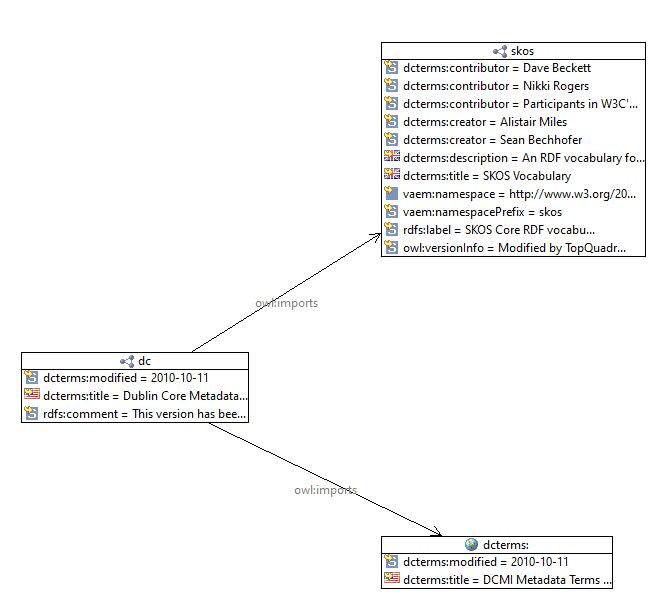 skos
dcterms:contributor = Dave Beckett
dcterms:contributor = Nikki Rogers
dcterms:contributor = Participants in W3C'...
dcterms:creator = Alistair Miles
dcterms:creator = Sean Bechhofer
dcterms:description = An RDF vocabulary fo...
dcterms:title = SKOS Vocabulary
vaem:namespace = http://www.w3.org/20...
vaem:namespacePrefix = skos
rdfs:label = SKOS Core RDF vocabu...
owl:versionInfo = Modified by TopQuadr...
owl:imports
dc
dcterms:modified = 2010-10-11
dcterms:title = Dublin Core Metadata...
rdfs:comment = This version has bee...
owl:imports
dcterms:
dcterms:modified = 2010-10-11
dcterms:title = DCMI Metadata Terms ...